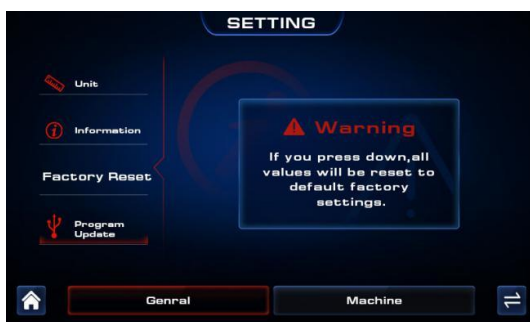 SETTING
Unit
Information
Factory Reset
Program
Update
Warning
If you press down,all
values will be reset to
default factory
settings.
Genral
Machine